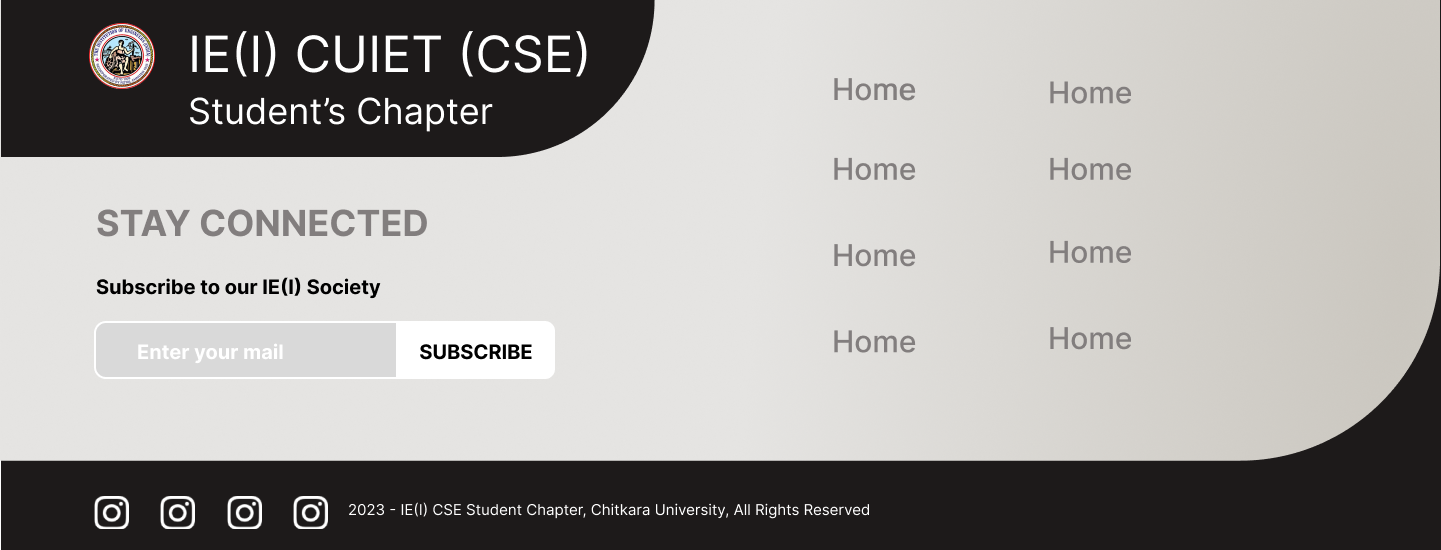 IE(I) CUIET (CSE)
Student’s Chapter
STAY CONNECTED
Subscribe to our IE(I) Society
Enter your mail
SUBSCRIBE
Home
Home
Home
Home
Home
Home
Home
Home
2023 - IE(I) CSE Student Chapter, Chitkara University, All Rights Reserved